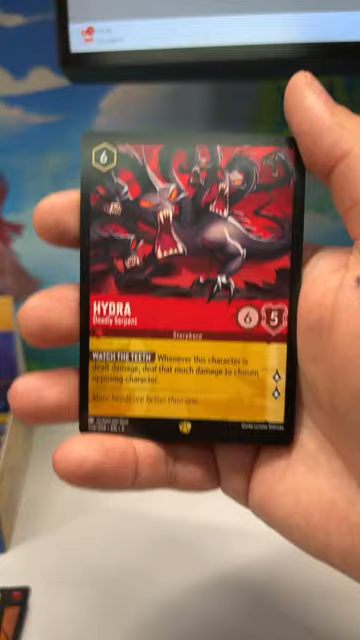 6
HYDRA
Deadly Serpent
6 5
Storyborn
WATCH THE TEETH Whenever this character is
dealt damage, deal that much damage to chosen
opposing character.
More heads are better than one.